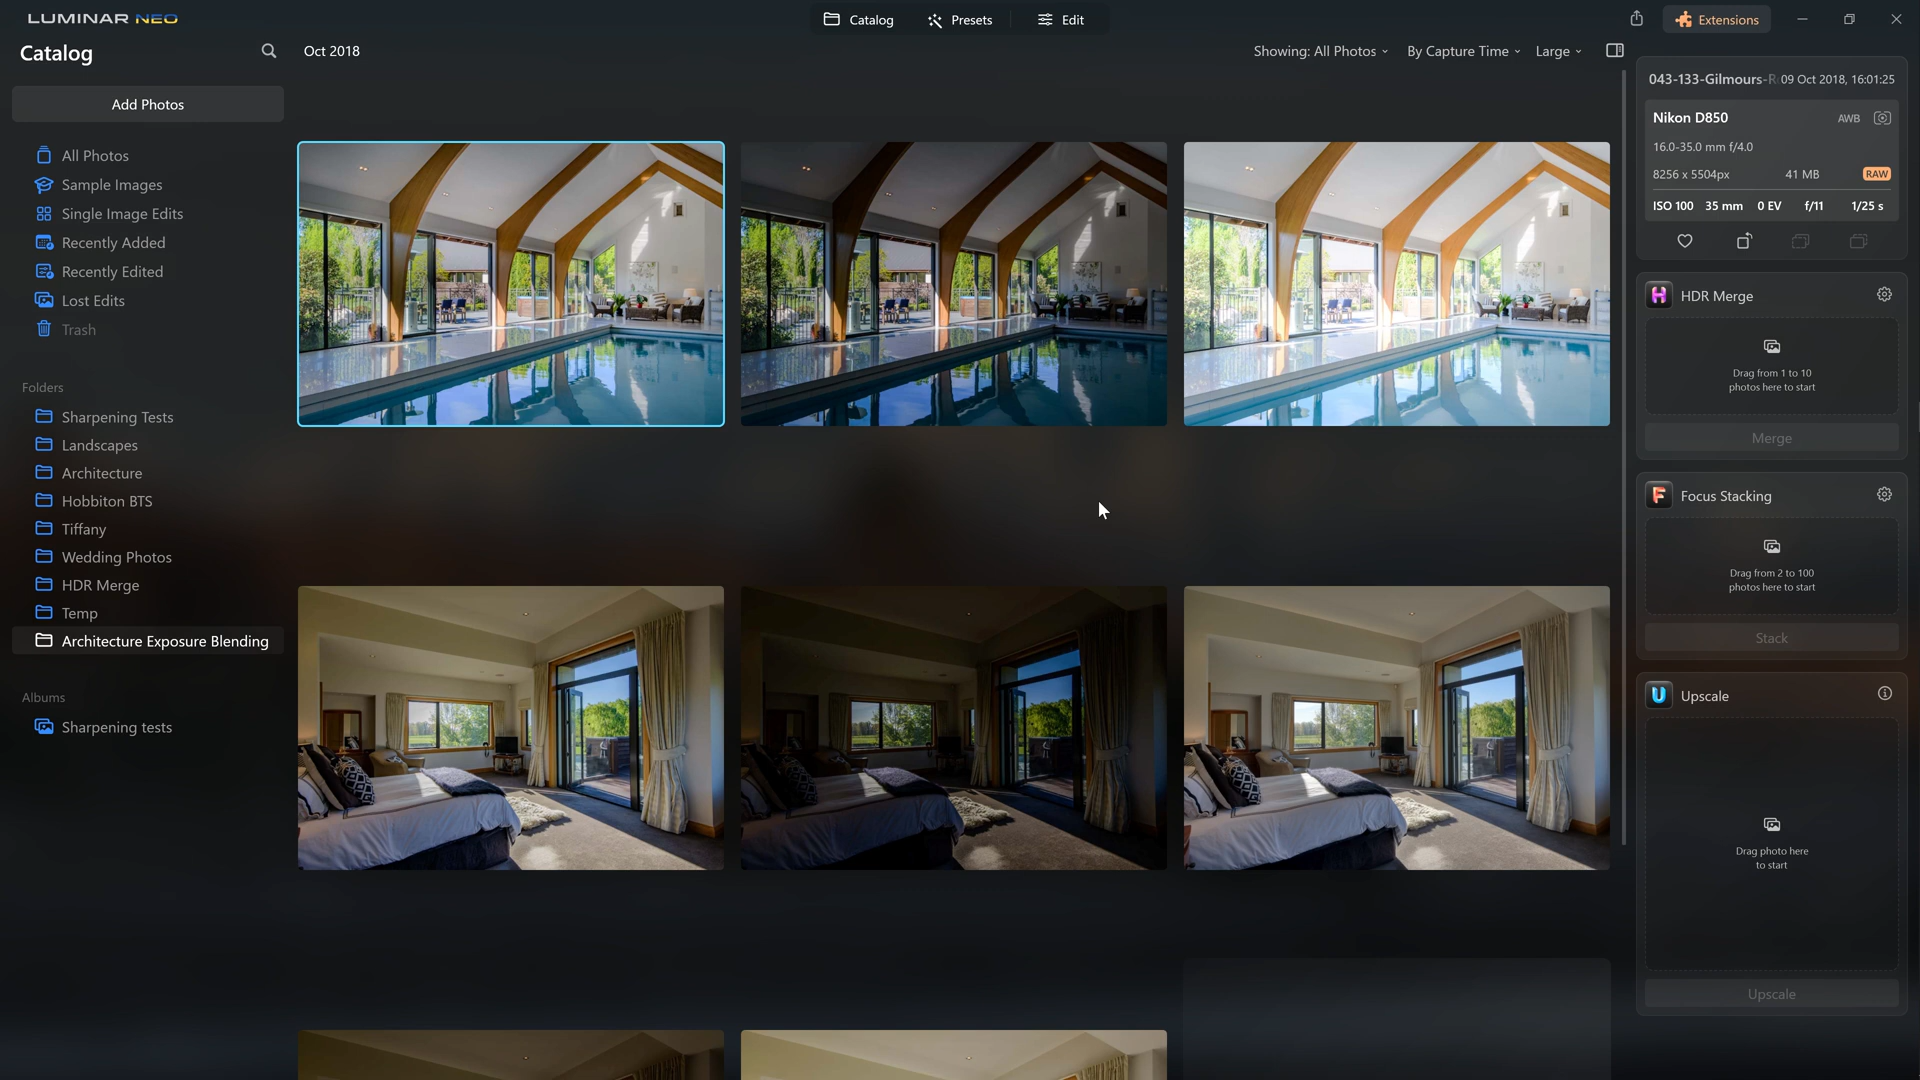 LUMINAR NEO
Catalog
Presets
Edit
Extensions
Catalog
Oct 2018
Showing: All Photos
By Capture Time
Large
Add Photos
All Photos
Sample Images
Single Image Edits
Recently Added
Recently Edited
Lost Edits
Trash
Folders
Sharpening Tests
Landscapes
Architecture
Hobbiton BTS
Tiffany
Wedding Photos
HDR Merge
Temp
Architecture Exposure Blending
Albums
Sharpening tests
043-133-Gilmours-R 09 Oct 2018, 16:01:25
Nikon D850 AWB
16.0-35.0 mm f/4.0
8256 x 5504px 41 MB RAW
ISO 100 35 mm 0 EV f/11 1/25 s
H HDR Merge
Drag from 1 to 10
photos here to start
Merge
F Focus Stacking
Drag from 2 to 100
photos here to start
Stack
U Upscale
Drag photo here
to start
Upscale